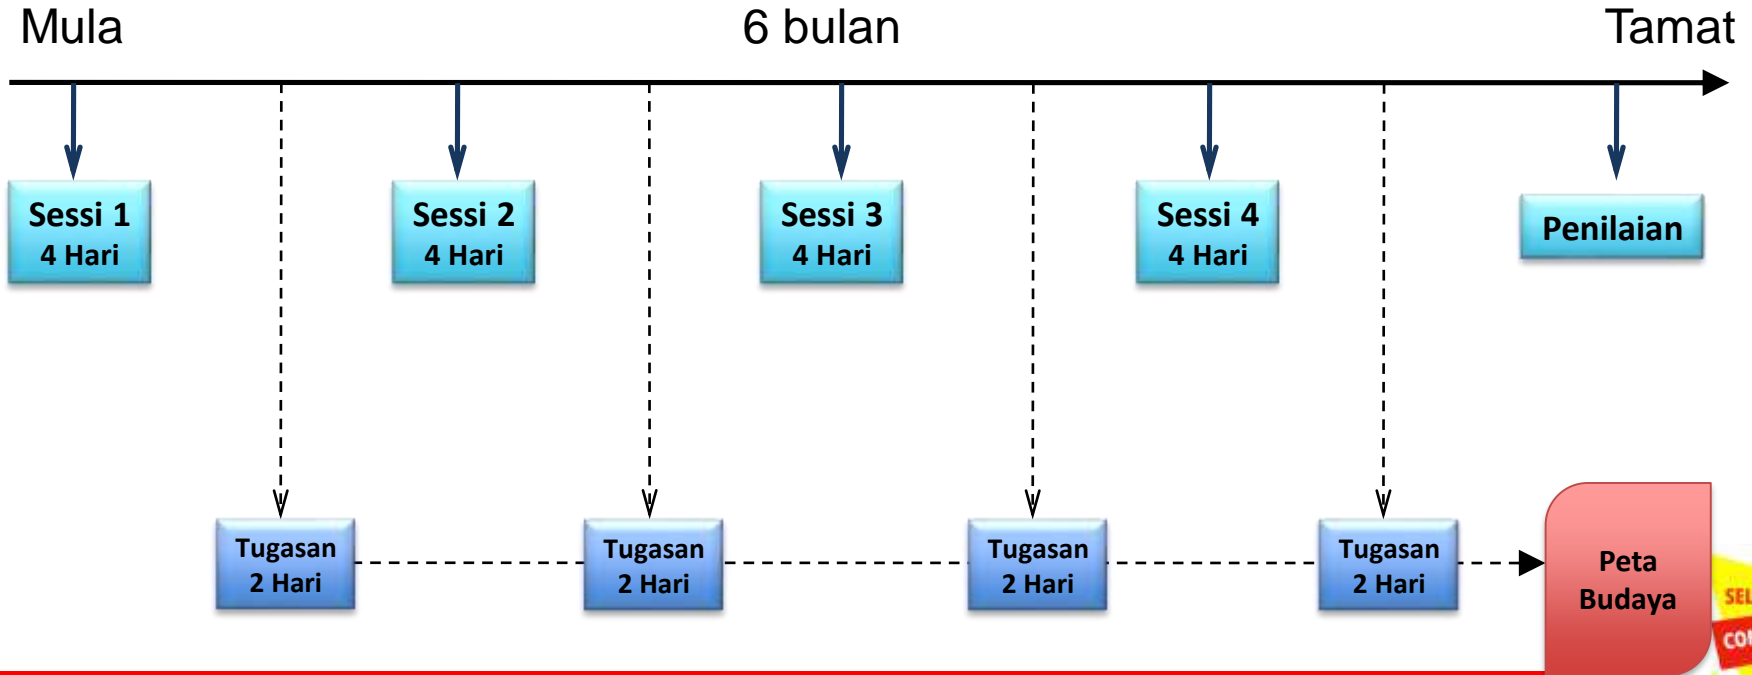 Mula
6 bulan
Tamat
Sessi 1
4 Hari
Sessi 2
4 Hari
Sessi 3
4 Hari
Sessi 4
4 Hari
Penilaian
Tugasan
2 Hari
Tugasan
2 Hari
Tugasan
2 Hari
Tugasan
2 Hari
Peta
Budaya